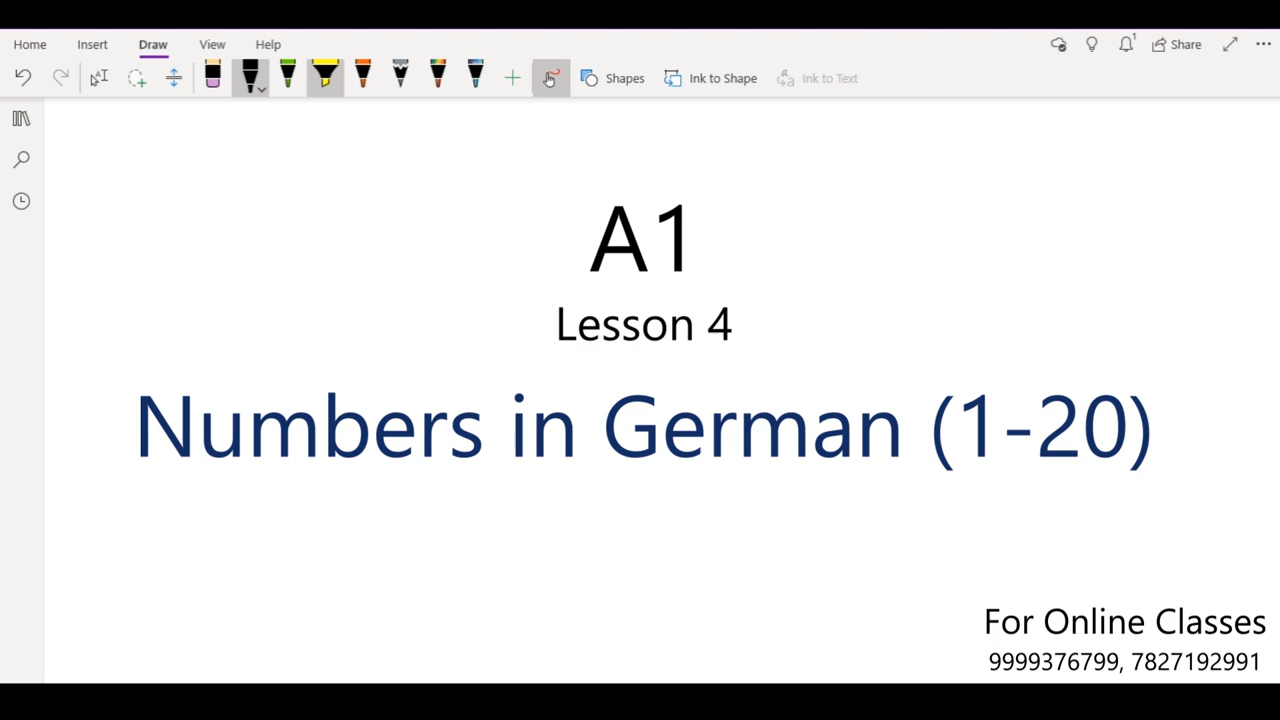 Home Insert Draw View Help
1 Share
Shapes Ink to Shape Ink to Text
A1
Lesson 4
Numbers in German (1-20)
For Online Classes
9999376799, 7827192991